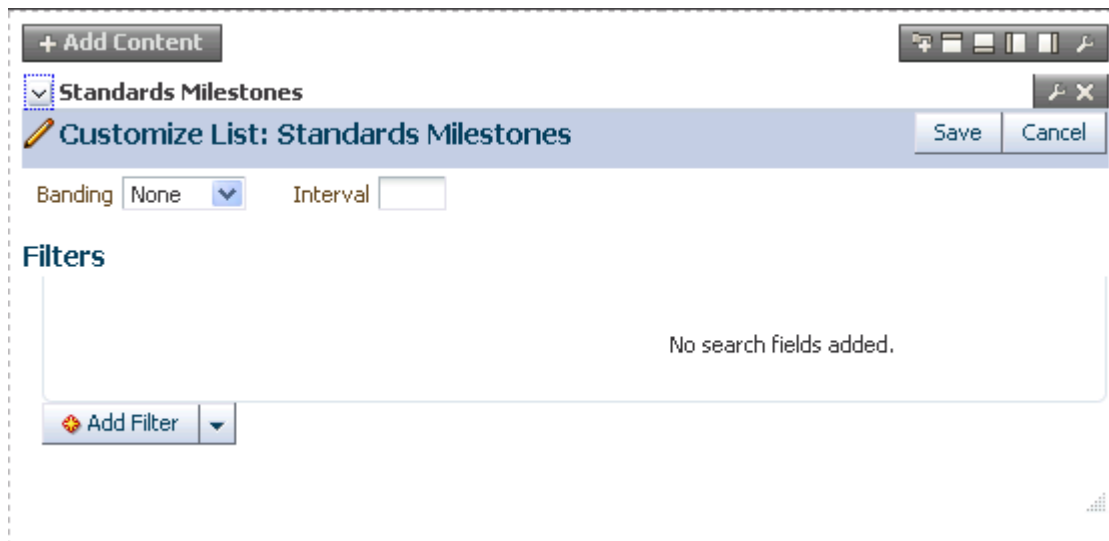 + Add Content
Standards Milestones
Customize List: Standards Milestones Save Cancel
Banding None Interval
Filters
No search fields added.
Add Filter